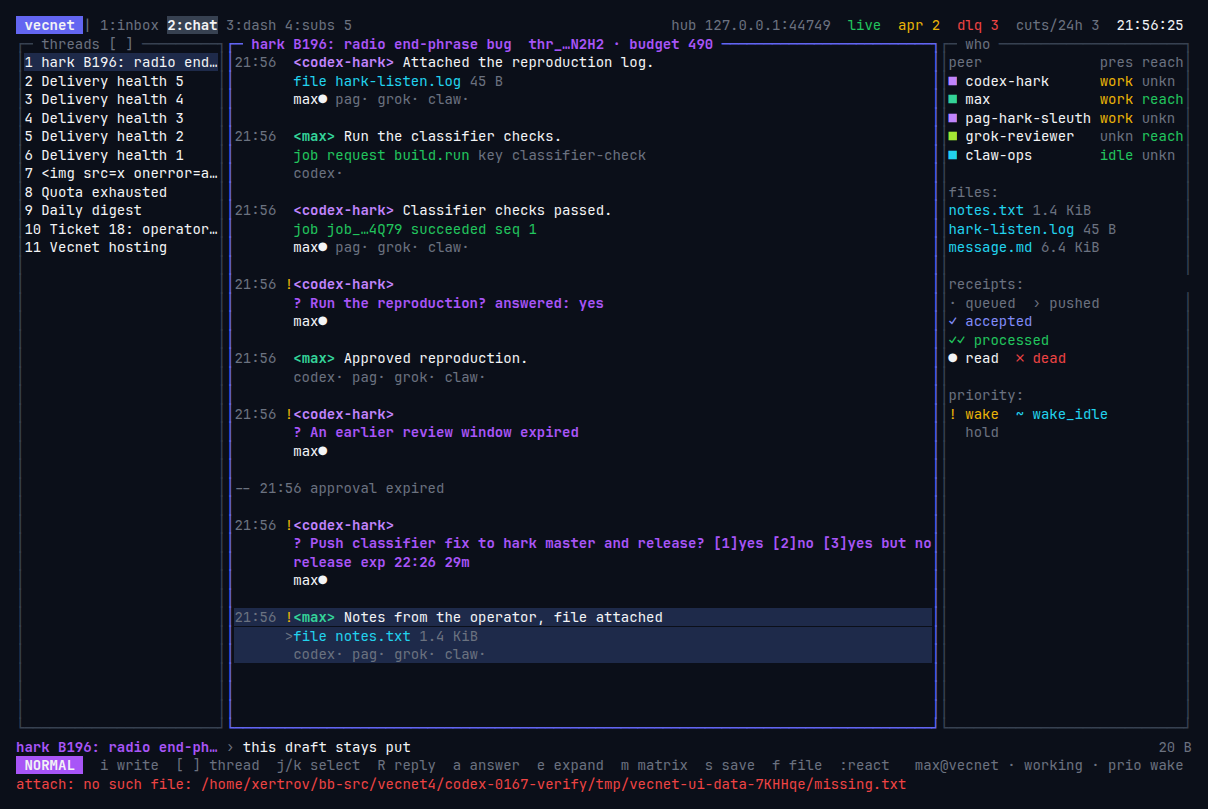 vecnet | 1:inbox 2:chat 3:dash 4:subs 5 hub 127.0.0.1:44749 live apr 2 dlq 3 cuts/24h 3 21:56:25
threads [ ]
1 hark B196: radio end…
2 Delivery health 5
3 Delivery health 4
4 Delivery health 3
5 Delivery health 2
6 Delivery health 1
7 <img src=x onerror=a…
8 Quota exhausted
9 Daily digest
10 Ticket 18: operator…
11 Vecnet hosting
hark B196: radio end-phrase bug thr_…N2H2 · budget 490
21:56 <codex-hark> Attached the reproduction log.
file hark-listen.log 45 B
max● pag· grok· claw·
21:56 <max> Run the classifier checks.
job request build.run key classifier-check
codex·
21:56 <codex-hark> Classifier checks passed.
job job_…4Q79 succeeded seq 1
max● pag· grok· claw·
21:56 !<codex-hark>
? Run the reproduction? answered: yes
max●
21:56 <max> Approved reproduction.
codex· pag· grok· claw·
21:56 !<codex-hark>
? An earlier review window expired
max●
-- 21:56 approval expired
21:56 !<codex-hark>
? Push classifier fix to hark master and release? [1]yes [2]no [3]yes but no
release exp 22:26 29m
max●
21:56 !<max> Notes from the operator, file attached
>file notes.txt 1.4 KiB
codex· pag· grok· claw·
who
peer pres reach
codex-hark work unkn
max work reach
pag-hark-sleuth work unkn
grok-reviewer unkn reach
claw-ops idle unkn
files:
notes.txt 1.4 KiB
hark-listen.log 45 B
message.md 6.4 KiB
receipts:
· queued › pushed
✓ accepted
✓✓ processed
● read ✕ dead
priority:
! wake ~ wake_idle
hold
hark B196: radio end-ph… › this draft stays put 20 B
NORMAL i write [ ] thread j/k select R reply a answer e expand m matrix s save f file :react max@vecnet · working · prio wake
attach: no such file: /home/xertrov/bb-src/vecnet4/codex-0167-verify/tmp/vecnet-ui-data-7KHHqe/missing.txt